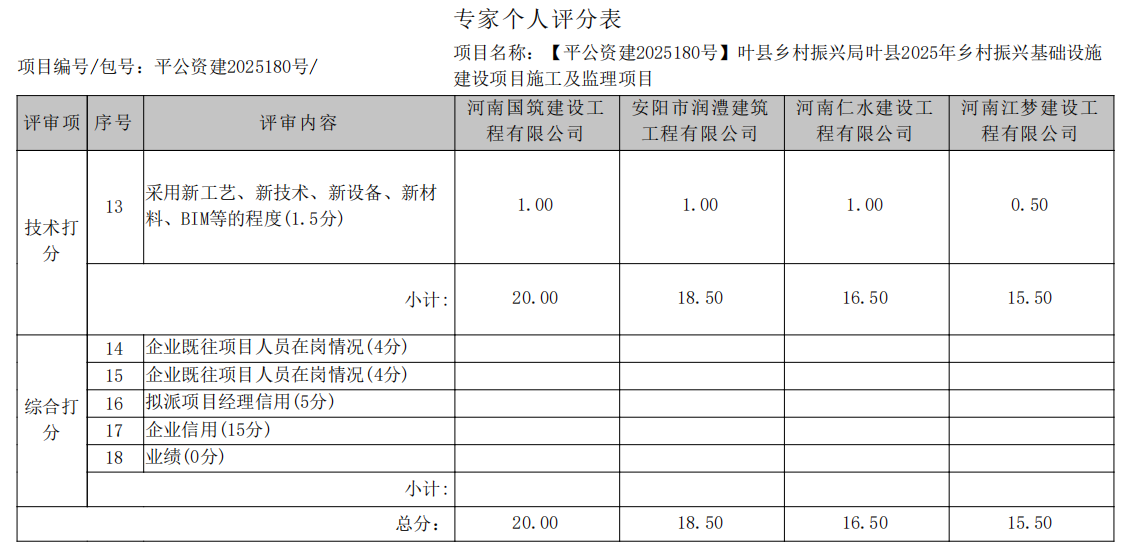 专家个人评分表
项目编号/包号：平公资建2025180号/
项目名称：【平公资建2025180号】叶县乡村振兴局叶县2025年乡村振兴基础设施
建设项目施工及监理项目
评审项 序号 评审内容 河南国筑建设工 安阳市润澧建筑 河南仁水建设工 河南江梦建设工
程有限公司 工程有限公司 程有限公司 程有限公司
技术打
分
13
采用新工艺、新技术、新设备、新材
料、BIM等的程度(1.5分)
1.00 1.00 1.00 0.50
小计: 20.00 18.50 16.50 15.50
综合打
分
14 企业既往项目人员在岗情况(4分)
15 企业既往项目人员在岗情况(4分)
16 拟派项目经理信用(5分)
17 企业信用(15分)
18 业绩(0分)
小计:
总分： 20.00 18.50 16.50 15.50